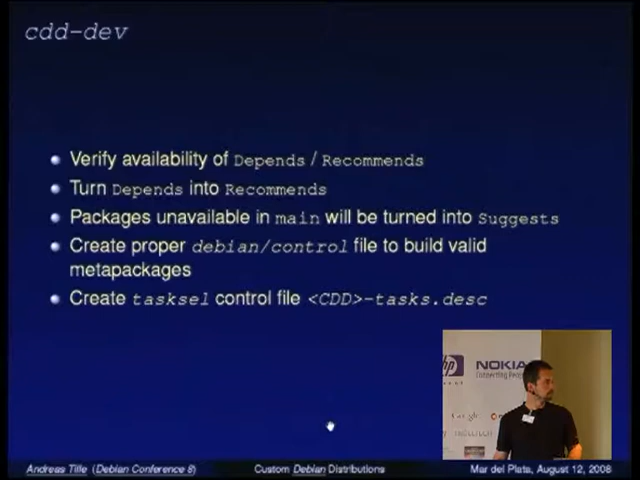 cdd-dev
Verify availability of Depends / Recommends
Turn Depends into Recommends
Packages unavailable in main will be turned into Suggests
Create proper debian/control file to build valid
metapackages
Create tasksel control file <CDD>-tasks.desc
hp
NOKIA
Connecting People
Google
Andreas Tille (Debian Conference 8)
Custom Debian Distributions
Mar del Plata, August 12, 2008